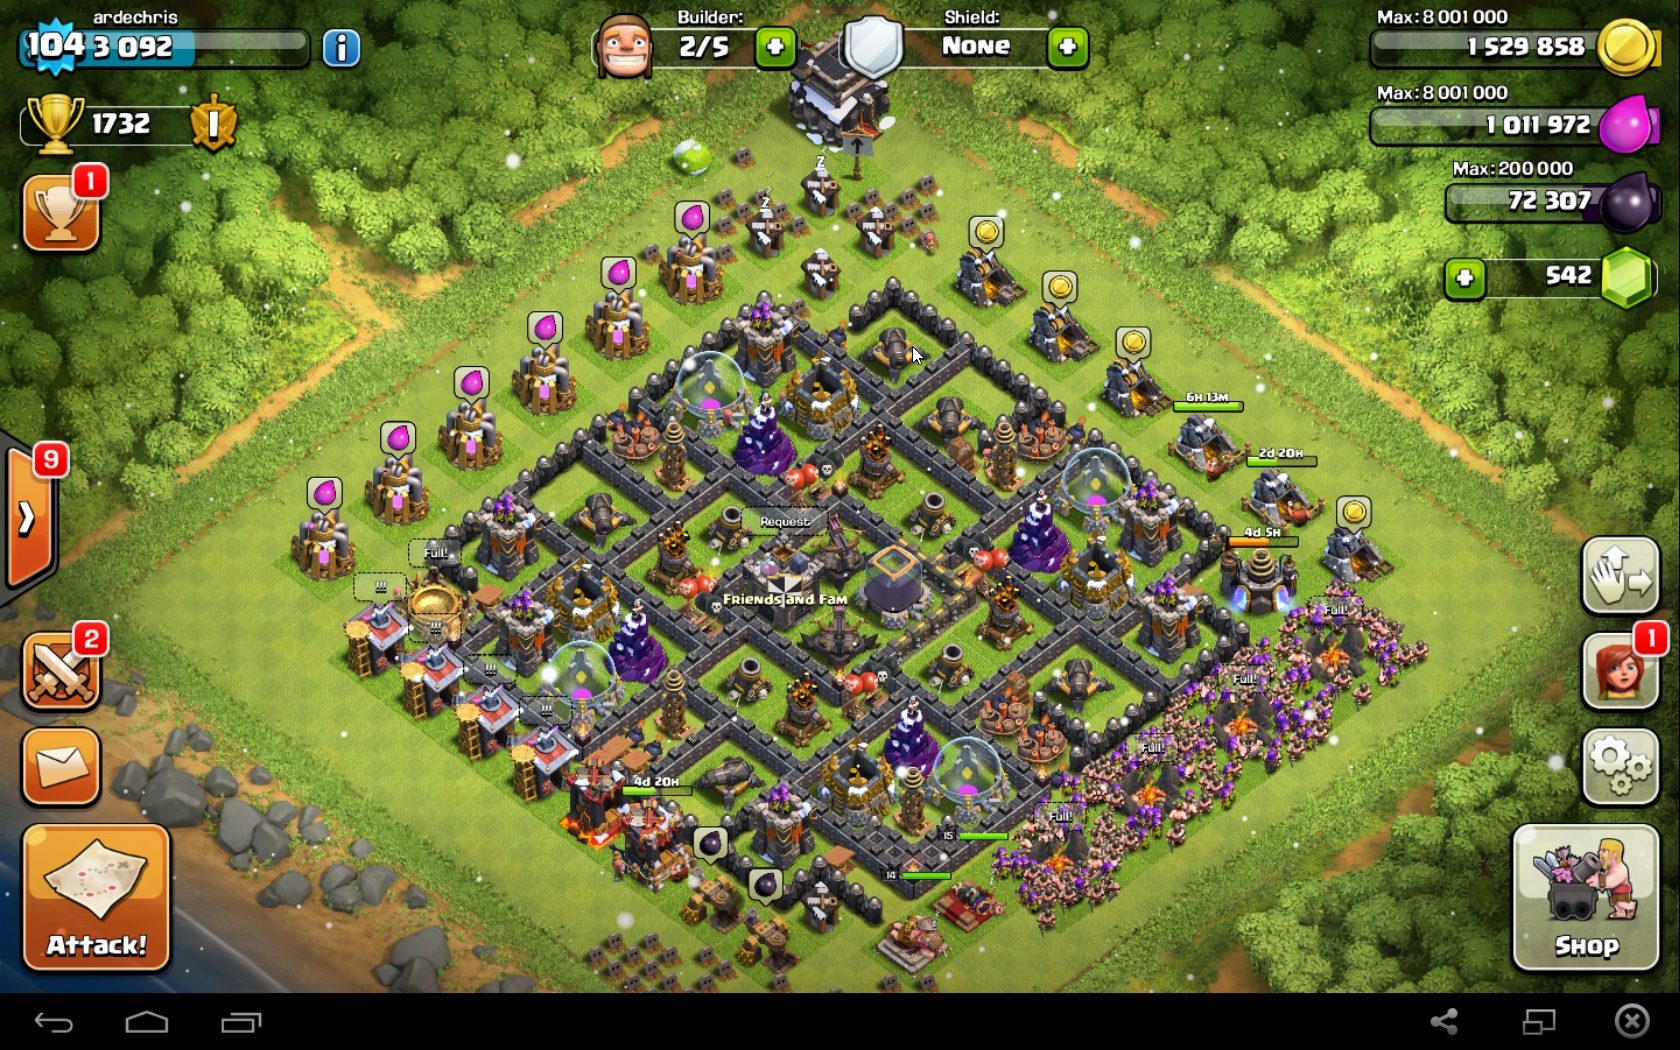 ardechris
104 3 092
i
Builder:
2/5
Shield:
None
Max: 8 001 000
1 529 858
Max: 8 001 000
1 011 972
Max: 200 000
72 307
542
1732
1
9
2
1
z
z
6h 13m
2d 20h
4d 5h
Request
Full!
Friends and Fam
Full!
Full!
Full!
Full!
4d 20h
15
14
Attack!
Shop